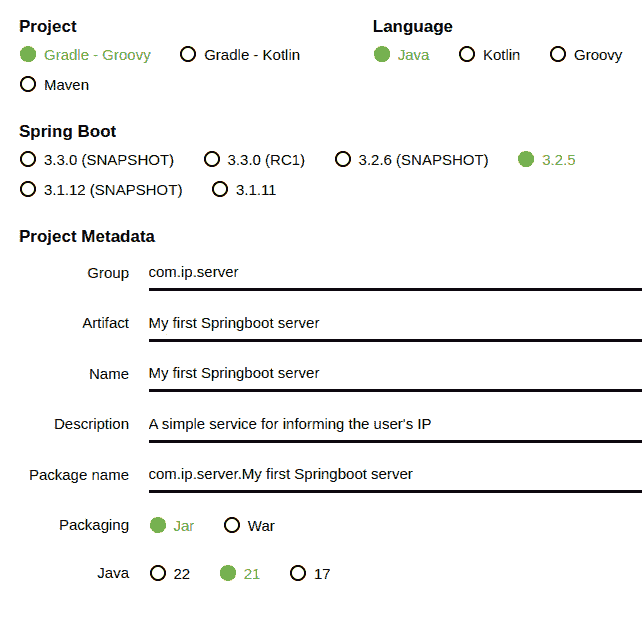 Project
Gradle - Groovy Gradle - Kotlin
Maven
Language
Java Kotlin Groovy
Spring Boot
3.3.0 (SNAPSHOT) 3.3.0 (RC1) 3.2.6 (SNAPSHOT) 3.2.5
3.1.12 (SNAPSHOT) 3.1.11
Project Metadata
Group com.ip.server
Artifact My first Springboot server
Name My first Springboot server
Description A simple service for informing the user's IP
Package name com.ip.server.My first Springboot server
Packaging Jar War
Java 22 21 17